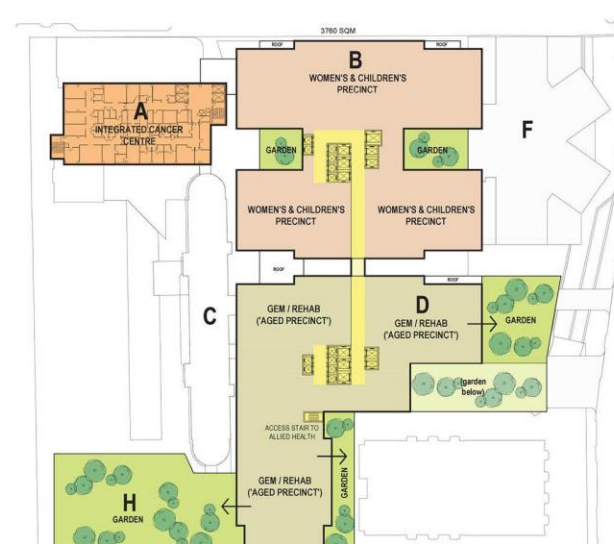 3760 SQM
ROOF
ROOF
B
WOMEN'S & CHILDREN'S
PRECINCT
A
INTEGRATED CANCER
CENTRE
F
GARDEN
GARDEN
WOMEN'S & CHILDREN'S
PRECINCT
WOMEN'S & CHILDREN'S
PRECINCT
ROOF
ROOF
C
GEM / REHAB
('AGED PRECINCT')
D
GEM / REHAB
('AGED PRECINCT')
GARDEN
(garden
below)
ACCESS STAIR TO
ALLIED HEALTH
GEM / REHAB
('AGED PRECINCT')
GARDEN
H
GARDEN